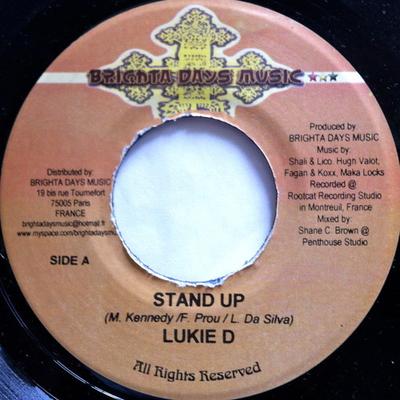 BRIGHTA DAYS MUSIC
Distributed by:
BRIGHTA DAYS MUSIC
19 bis rue Tournefort
75005 Paris
FRANCE
brightadaysmusic@hotmail.fr
www.myspace.com/brightadaysmusic
SIDE A
Produced by:
BRIGHTA DAYS MUSIC
Music by:
Shali & Lico. Hugh Valot,
Fagan & Koxx, Maka Locks
Recorded @
Rootcat Recording Studio
in Montreuil, France
Mixed by:
Shane C. Brown @
Penthouse Studio
STAND UP
(M. Kennedy /F. Prou / L. Da Silva)
LUKIE D
All Rights Reserved